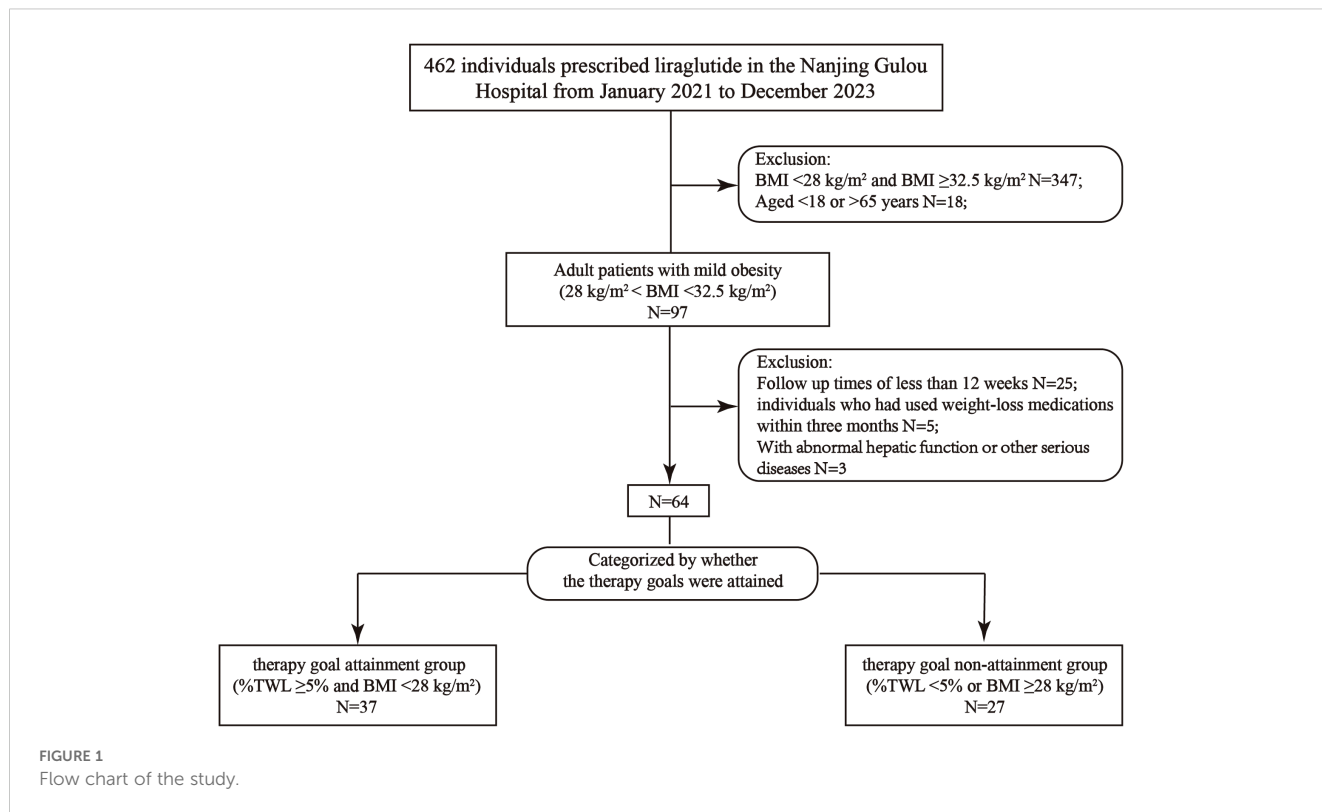 462 individuals prescribed liraglutide in the Nanjing Gulou
Hospital from January 2021 to December 2023
Exclusion:
BMI <28 kg/m² and BMI ≥32.5 kg/m² N=347;
Aged <18 or >65 years N=18;
Adult patients with mild obesity
(28 kg/m² < BMI <32.5 kg/m²)
N=97
Exclusion:
Follow up times of less than 12 weeks N=25;
individuals who had used weight-loss medications
within three months N=5;
With abnormal hepatic function or other serious
diseases N=3
N=64
Categorized by whether
the therapy goals were attained
therapy goal attainment group
(%TWL ≥5% and BMI <28 kg/m²)
N=37
therapy goal non-attainment group
(%TWL <5% or BMI ≥28 kg/m²)
N=27
FIGURE 1
Flow chart of the study.